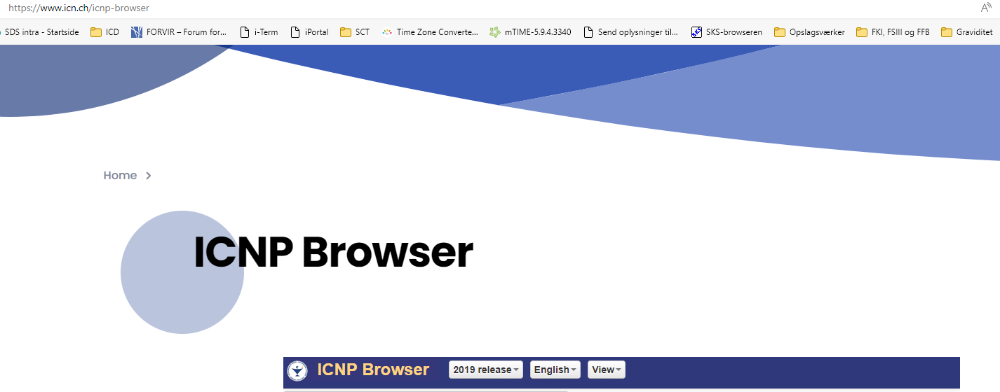 https://www.icn.ch/icnp-browser
SDS intra - Startside ICD FORVIR – Forum for... i-Term iPortal SCT Time Zone Converte... mTIME-5.9.4.3340 Send oplysninger til... SKS-browseren Opslagsværker FKI, FSIII og FFB Graviditet
Home >
ICNP Browser
ICNP Browser 2019 release English View